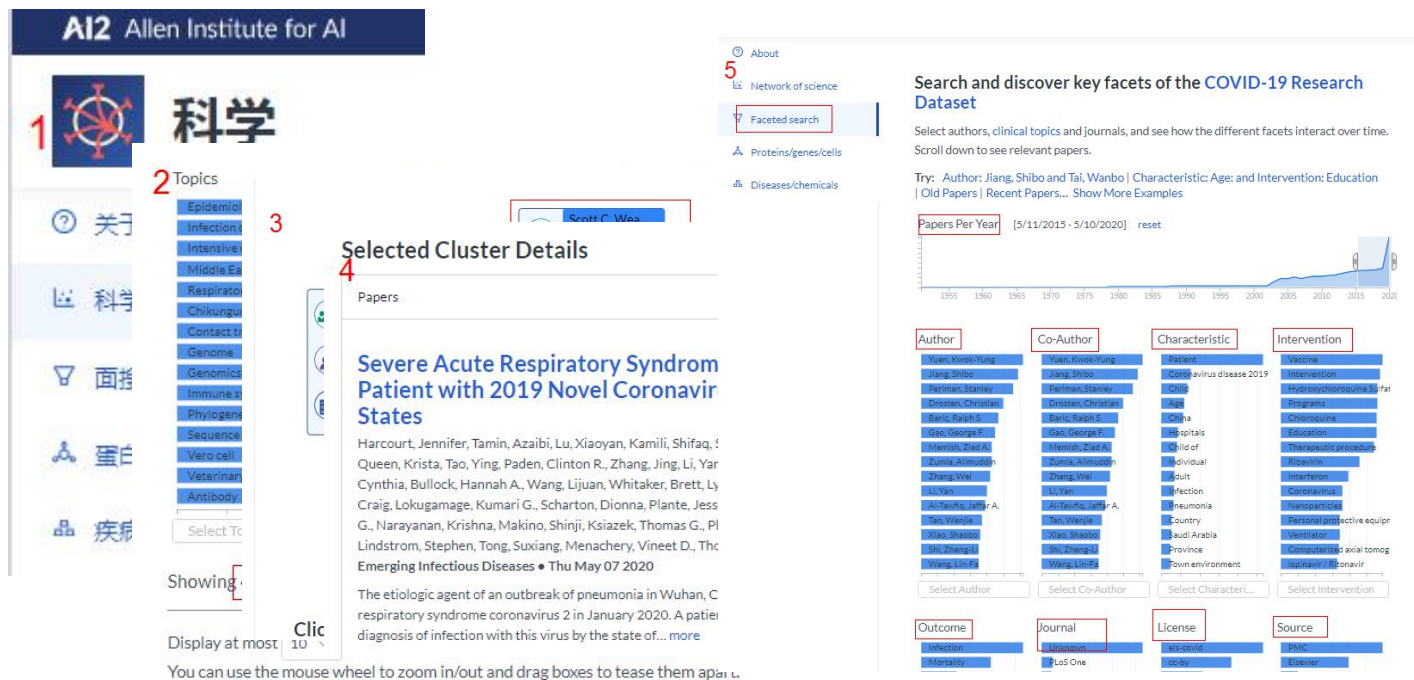 AI2 Allen Institute for AI
1
科学
关于
科学
面搜
蛋白
疾病
2
Topics
Infection
Intensive
Middle Ea
Respirato
Contact tr
Genome
Genomics
Immune s
Phylogene
Sequence
Vero cell
Veterinary
Antibody
Select To
Showing
Display at most 10
You can use the mouse wheel to zoom in/out and drag boxes to tease them apart.
3
Scott C. Wea
Clic
4
Selected Cluster Details
Papers
Severe Acute Respiratory Syndrom
Patient with 2019 Novel Coronavir
States
Harcourt, Jennifer, Tamin, Azaibi, Lu, Xiaoyan, Kamili, Shifaq,
Queen, Krista, Tao, Ying, Paden, Clinton R., Zhang, Jing, Li, Yan
Cynthia, Bullock, Hannah A., Wang, Lijuan, Whitaker, Brett, Ly
Craig, Lokugamage, Kumari G., Scharton, Dionna, Plante, Jess
G., Narayanan, Krishna, Makino, Shinji, Ksiazek, Thomas G., Pl
Lindstrom, Stephen, Tong, Suxiang, Menachery, Vineet D., Tho
Emerging Infectious Diseases • Thu May 07 2020
The etiologic agent of an outbreak of pneumonia in Wuhan, C
respiratory syndrome coronavirus 2 in January 2020. A patie
diagnosis of infection with this virus by the state of... more
5
About
Network of science
Faceted search
Proteins/genes/cells
Diseases/chemicals
Search and discover key facets of the COVID-19 Research
Dataset
Select authors, clinical topics and journals, and see how the different facets interact over time.
Scroll down to see relevant papers.
Try: Author: Jiang, Shibo and Tai, Wanbo | Characteristic: Age: and Intervention: Education
| Old Papers | Recent Papers... Show More Examples
Papers Per Year [5/11/2015 - 5/10/2020] reset
1955 1960 1965 1970 1975 1980 1985 1990 1995 2000 2005 2010 2015 2020
Author
Yuen, Kwok-Yung
Jiang, Shibo
Perlman, Stanley
Drosten, Christian
Baric, Ralph S.
Gao, George F.
Memish, Ziad A.
Zumla, Alimuddin
Zhang, Wei
Li, Yan
Al-Tawfiq, Jaffar A.
Tan, Wenjie
Xiao, Shaobo
Shi, Zheng-Li
Wang, Lin-Fa
Select Author
Co-Author
Yuen, Kwok-Yung
Jiang, Shibo
Perlman, Stanley
Drosten, Christian
Baric, Ralph S.
Gao, George F.
Memish, Ziad A.
Zumla, Alimuddin
Zhang, Wei
Li, Yan
Al-Tawfiq, Jaffar A.
Tan, Wenjie
Xiao, Shaobo
Shi, Zheng-Li
Wang, Lin-Fa
Select Co-Author
Characteristic
Patient
Coronavirus disease 2019
Child
Age
China
Hospitals
Child of
Individual
Adult
Infection
Pneumonia
Country
Saudi Arabia
Province
Town environment
Select Characteri...
Intervention
Vaccine
Intervention
Hydroxychloroquine Sulfat
Programs
Chloroquine
Education
Therapeutic procedure
Ribavirin
Interferon
Coronavirus
Nanoparticles
Personal protective equipr
Ventilator
Computerized axial tomog
lopinavir / Ritonavir
Select Intervention
Outcome
Infection
Mortality
Journal
Unknown
PLoS One
License
els-covid
cc-by
Source
PMC
Elsevier